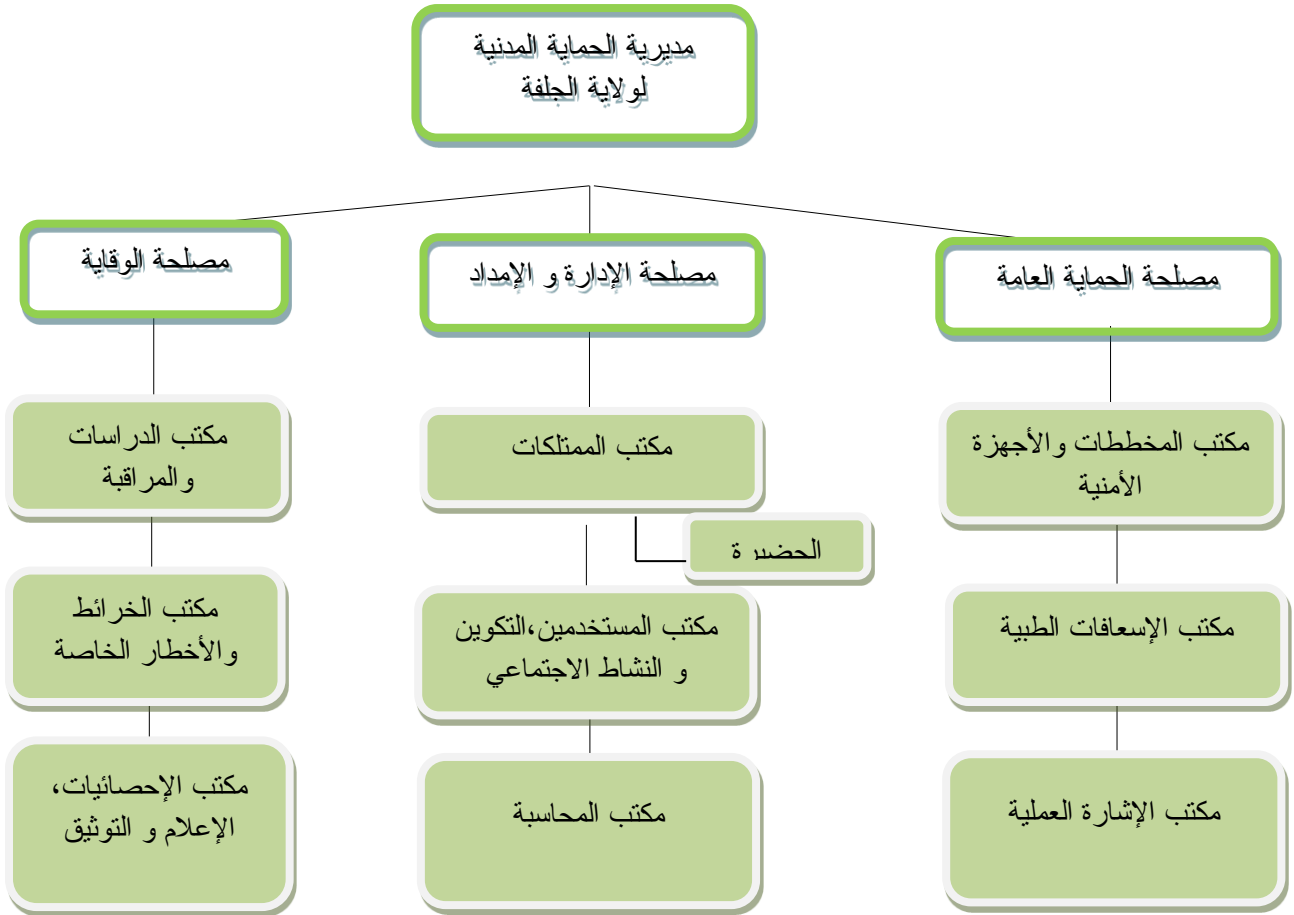 مديرية الحماية المدنية
لولاية الجلفة
مصلحة الحماية العامة
مصلحة الإدارة و الإمداد
مصلحة الوقاية
مكتب المخططات والأجهزة
الأمنية
مكتب الممتلكات
مكتب الدراسات
والمراقبة
الحضيرة
مكتب الإسعافات الطبية
مكتب المستخدمين،التكوين
و النشاط الاجتماعي
مكتب الخرائط
والأخطار الخاصة
مكتب الإشارة العملية
مكتب المحاسبة
مكتب الإحصائيات،
الإعلام و التوثيق